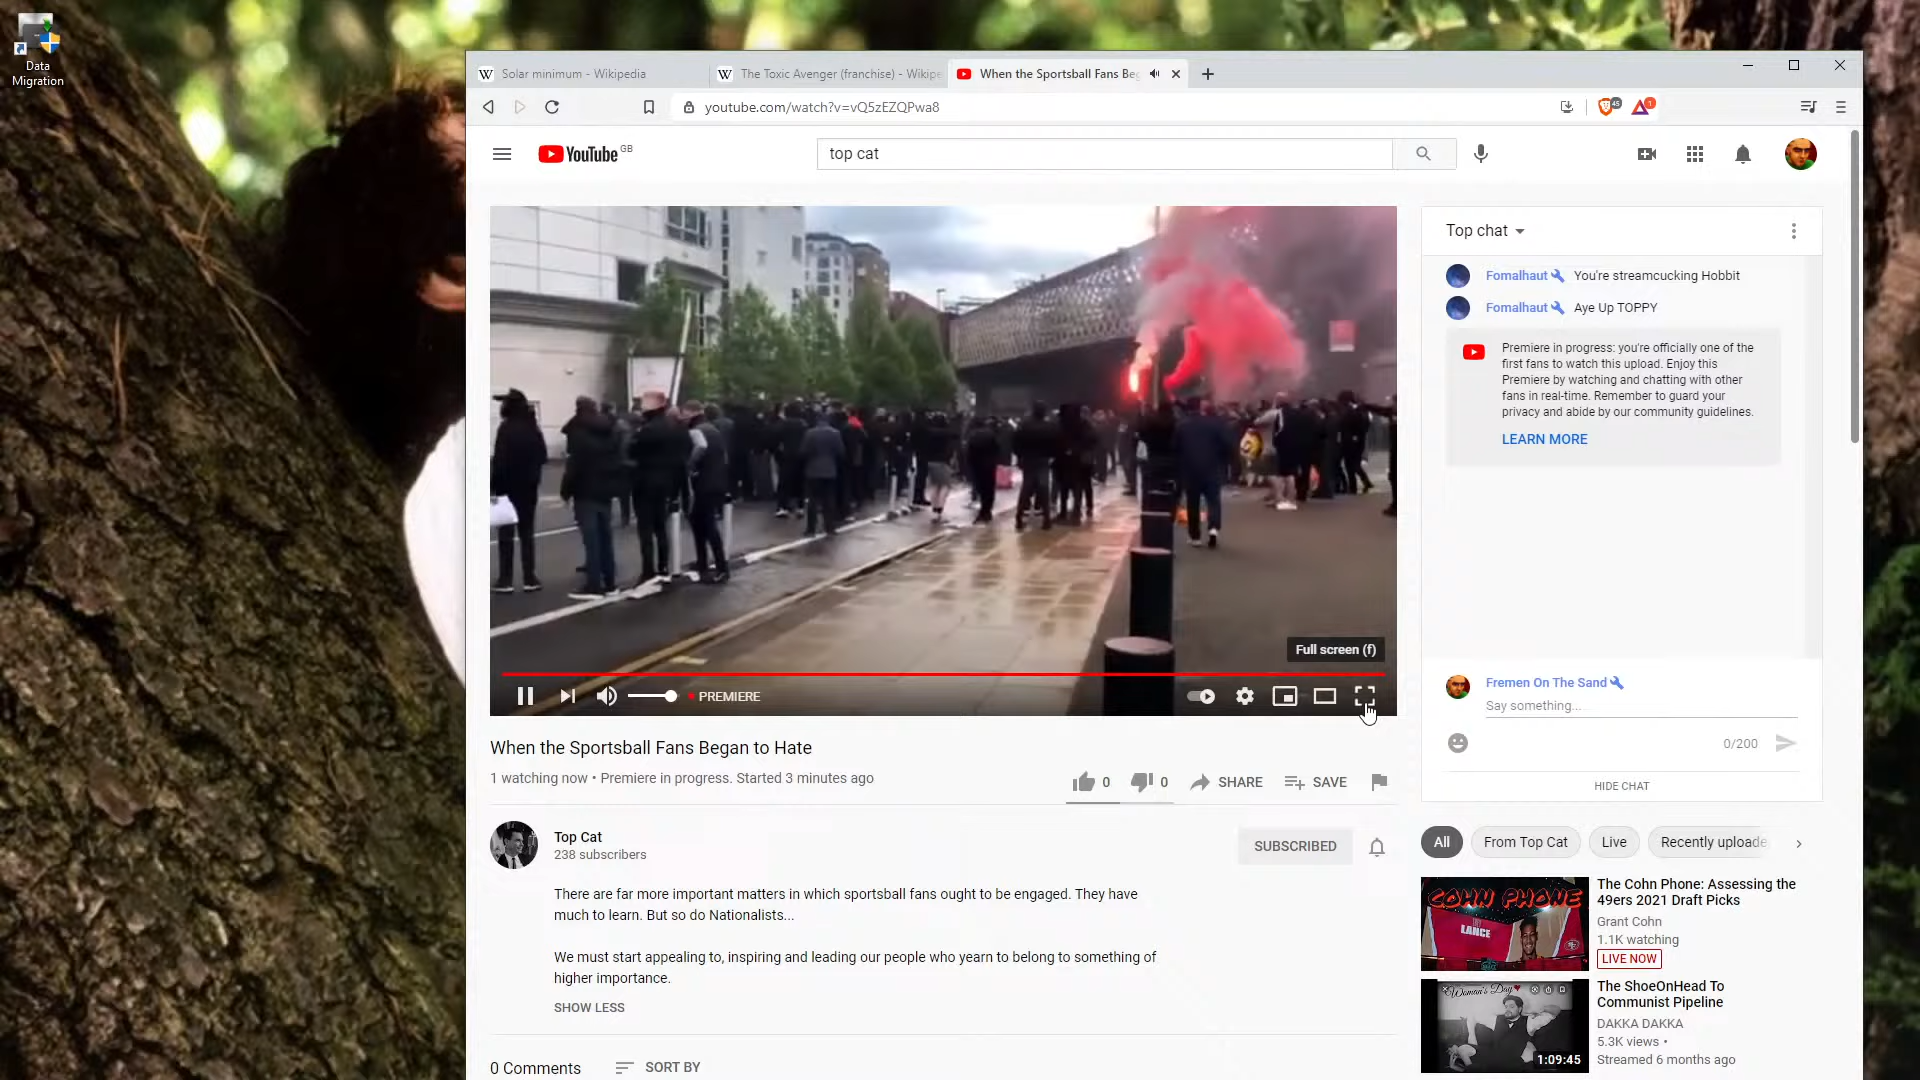 Data
Migration
Solar minimum - Wikipedia
The Toxic Avenger (franchise) - Wikipe
When the Sportsball Fans Beg
youtube.com/watch?v=vQ5zEZQPwa8
45
1
YouTube GB
top cat
Top chat
Fomalhaut You're streamcucking Hobbit
Fomalhaut Aye Up TOPPY
Premiere in progress: you're officially one of the
first fans to watch this upload. Enjoy this
Premiere by watching and chatting with other
fans in real-time. Remember to guard your
privacy and abide by our community guidelines.
LEARN MORE
Full screen (f)
PREMIERE
Fremen On The Sand
Say something...
0/200
HIDE CHAT
When the Sportsball Fans Began to Hate
1 watching now • Premiere in progress. Started 3 minutes ago
0
0
SHARE
SAVE
Top Cat
238 subscribers
SUBSCRIBED
There are far more important matters in which sportsball fans ought to be engaged. They have
much to learn. But so do Nationalists...
We must start appealing to, inspiring and leading our people who yearn to belong to something of
higher importance.
SHOW LESS
0 Comments
SORT BY
All
From Top Cat
Live
Recently uploade
COHN PHONE
LANCE
The Cohn Phone: Assessing the
49ers 2021 Draft Picks
Grant Cohn
1.1K watching
LIVE NOW
Woman's Day
1:09:45
The ShoeOnHead To
Communist Pipeline
DAKKA DAKKA
5.3K views •
Streamed 6 months ago